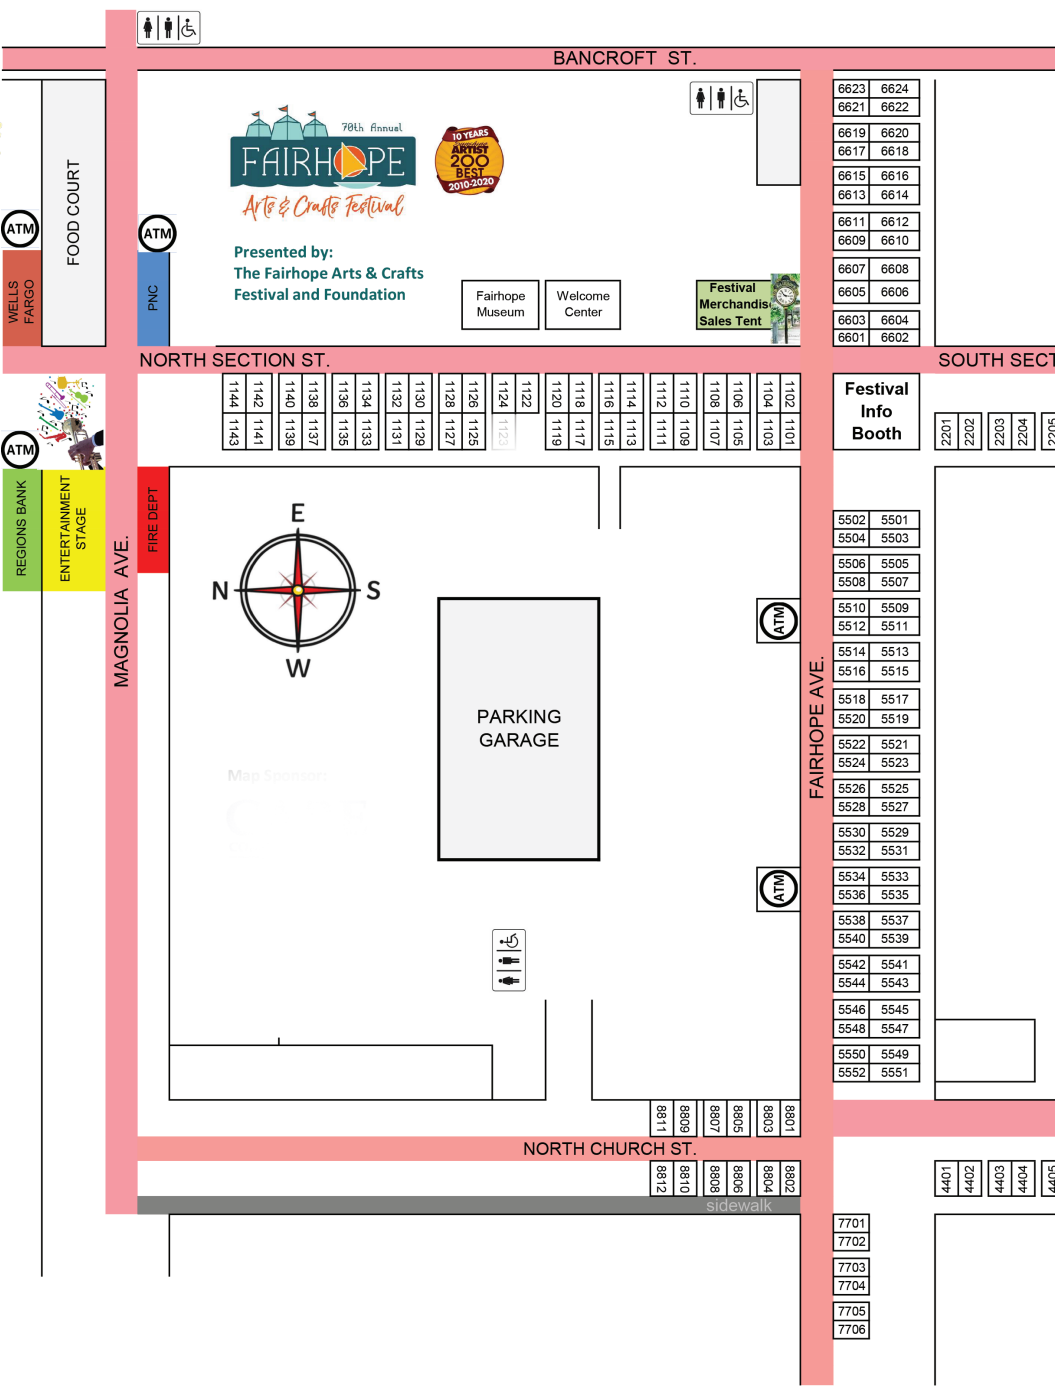 BANCROFT ST.
70th Annual
FAIRHOPE
Arts & Crafts Festival
10 YEARS
ARTIST
200
BEST
2010-2020
Presented by:
The Fairhope Arts & Crafts
Festival and Foundation
FOOD COURT
ATM
WELLS
FARGO
ATM
PNC
Fairhope
Museum
Welcome
Center
Festival
Merchandis
Sales Tent
6623 6624
6621 6622
6619 6620
6617 6618
6615 6616
6613 6614
6611 6612
6609 6610
6607 6608
6605 6606
6603 6604
6601 6602
NORTH SECTION ST.
SOUTH SECT
1144 1142 1140 1138 1136 1134 1132 1130 1128 1126 1124 1122 1120 1118 1116 1114 1112 1110 1108 1106 1104 1102
1143 1141 1139 1137 1135 1133 1131 1129 1127 1125 1123 1119 1117 1115 1113 1111 1109 1107 1105 1103 1101
Festival
Info
Booth
2201 2202 2203 2204 2205
ATM
REGIONS BANK
ENTERTAINMENT
STAGE
MAGNOLIA AVE.
FIRE DEPT
E
N
S
W
PARKING
GARAGE
Map Sponsor:
ATM
ATM
FAIRHOPE AVE.
5502 5501
5504 5503
5506 5505
5508 5507
5510 5509
5512 5511
5514 5513
5516 5515
5518 5517
5520 5519
5522 5521
5524 5523
5526 5525
5528 5527
5530 5529
5532 5531
5534 5533
5536 5535
5538 5537
5540 5539
5542 5541
5544 5543
5546 5545
5548 5547
5550 5549
5552 5551
8811 8809 8807 8805 8803 8801
NORTH CHURCH ST.
8812 8810 8808 8806 8804 8802
sidewalk
4401 4402 4403 4404 4405
7701
7702
7703
7704
7705
7706